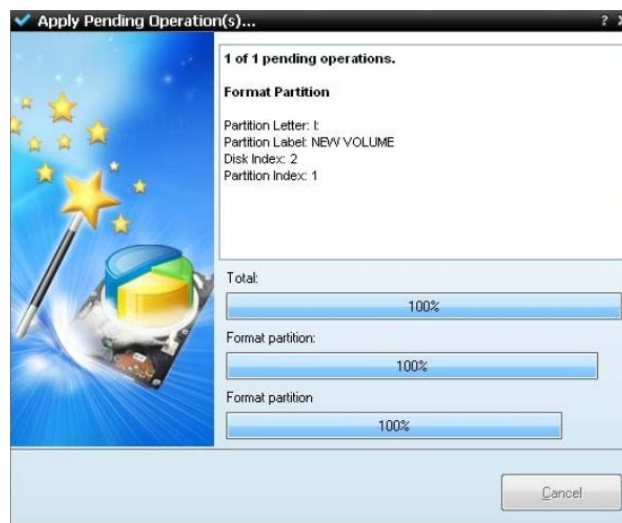 Apply Pending Operation(s)...
1 of 1 pending operations.
Format Partition
Partition Letter: I:
Partition Label: NEW VOLUME
Disk Index: 2
Partition Index: 1
Total:
100%
Format partition:
100%
Format partition
100%
Cancel